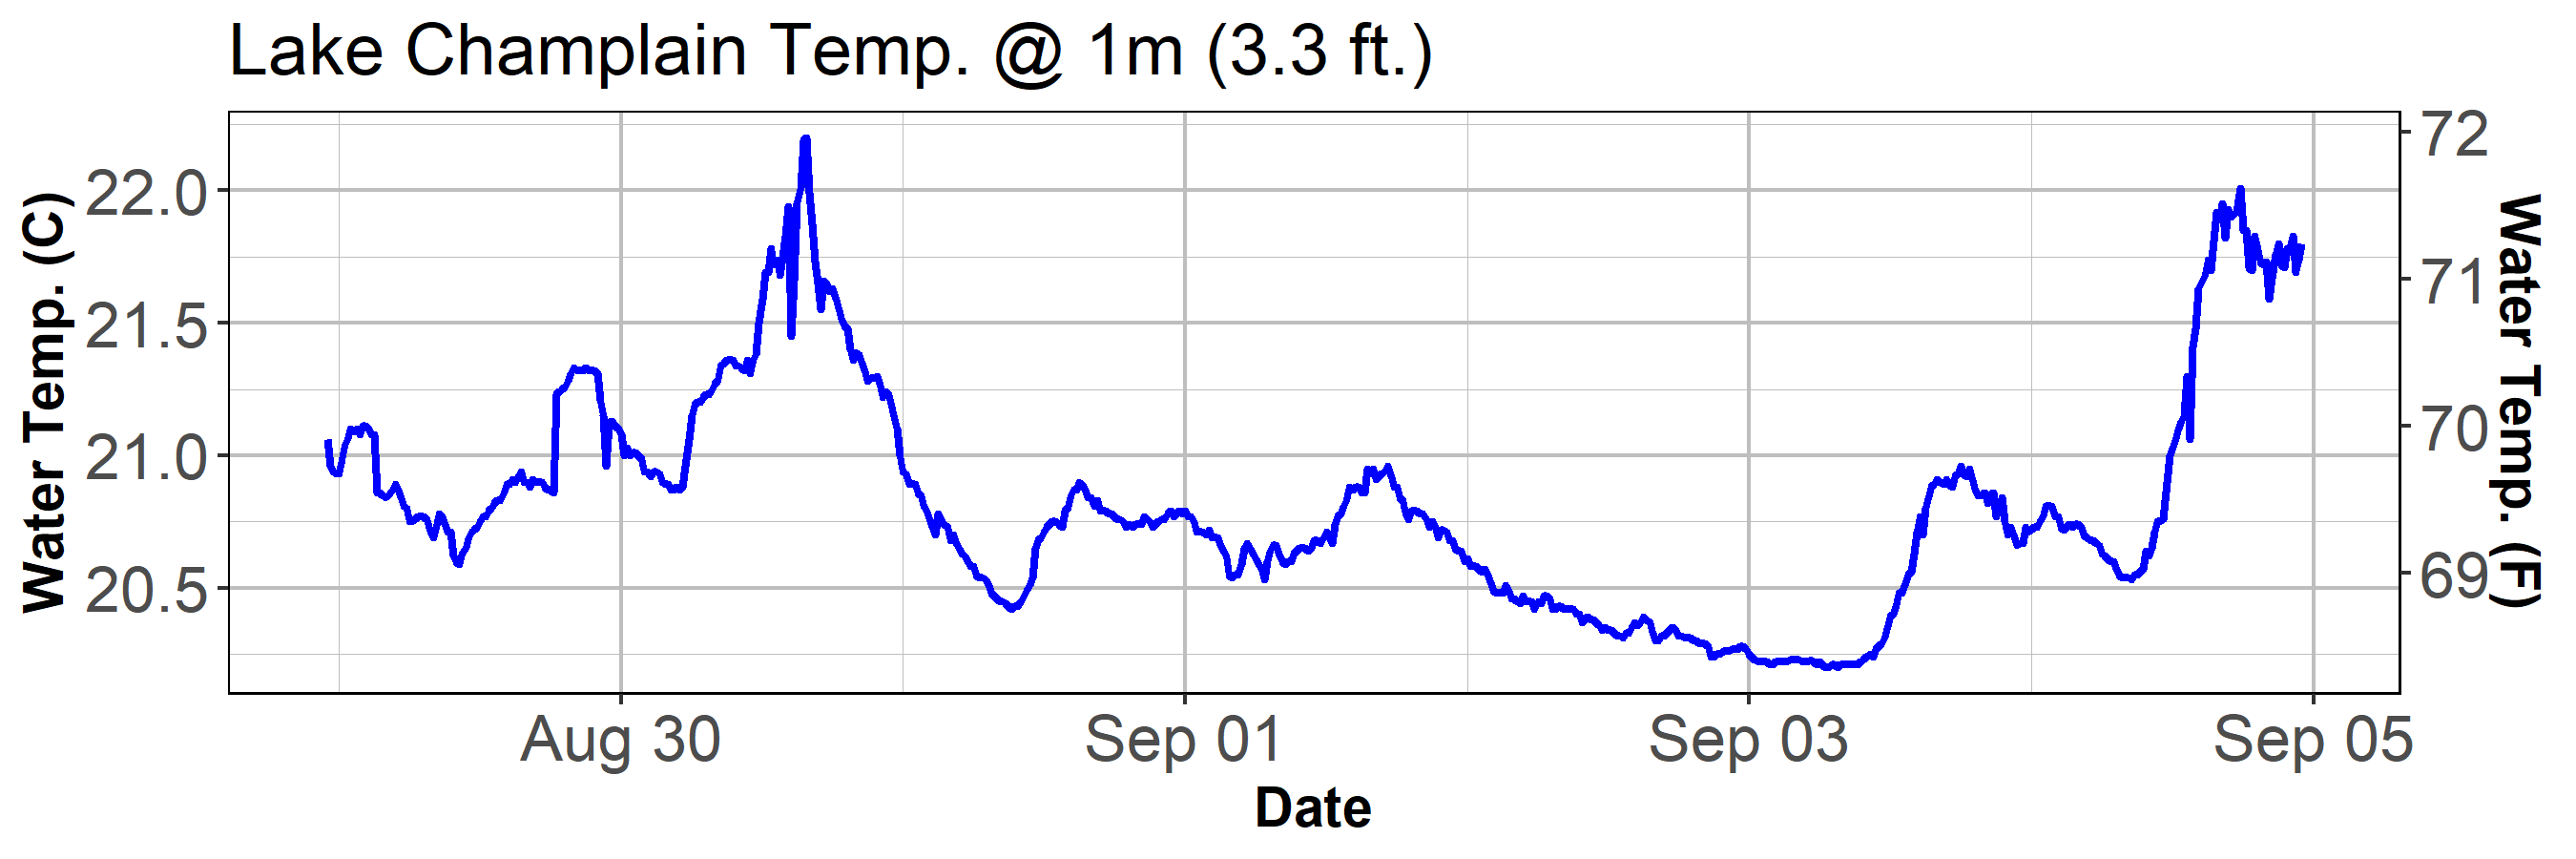 Lake Champlain Temp. @ 1m (3.3 ft.)
Water Temp. (C)
22.0
21.5
21.0
20.5
72
71
70
69
Water Temp. (F)
Aug 30
Sep 01
Sep 03
Sep 05
Date